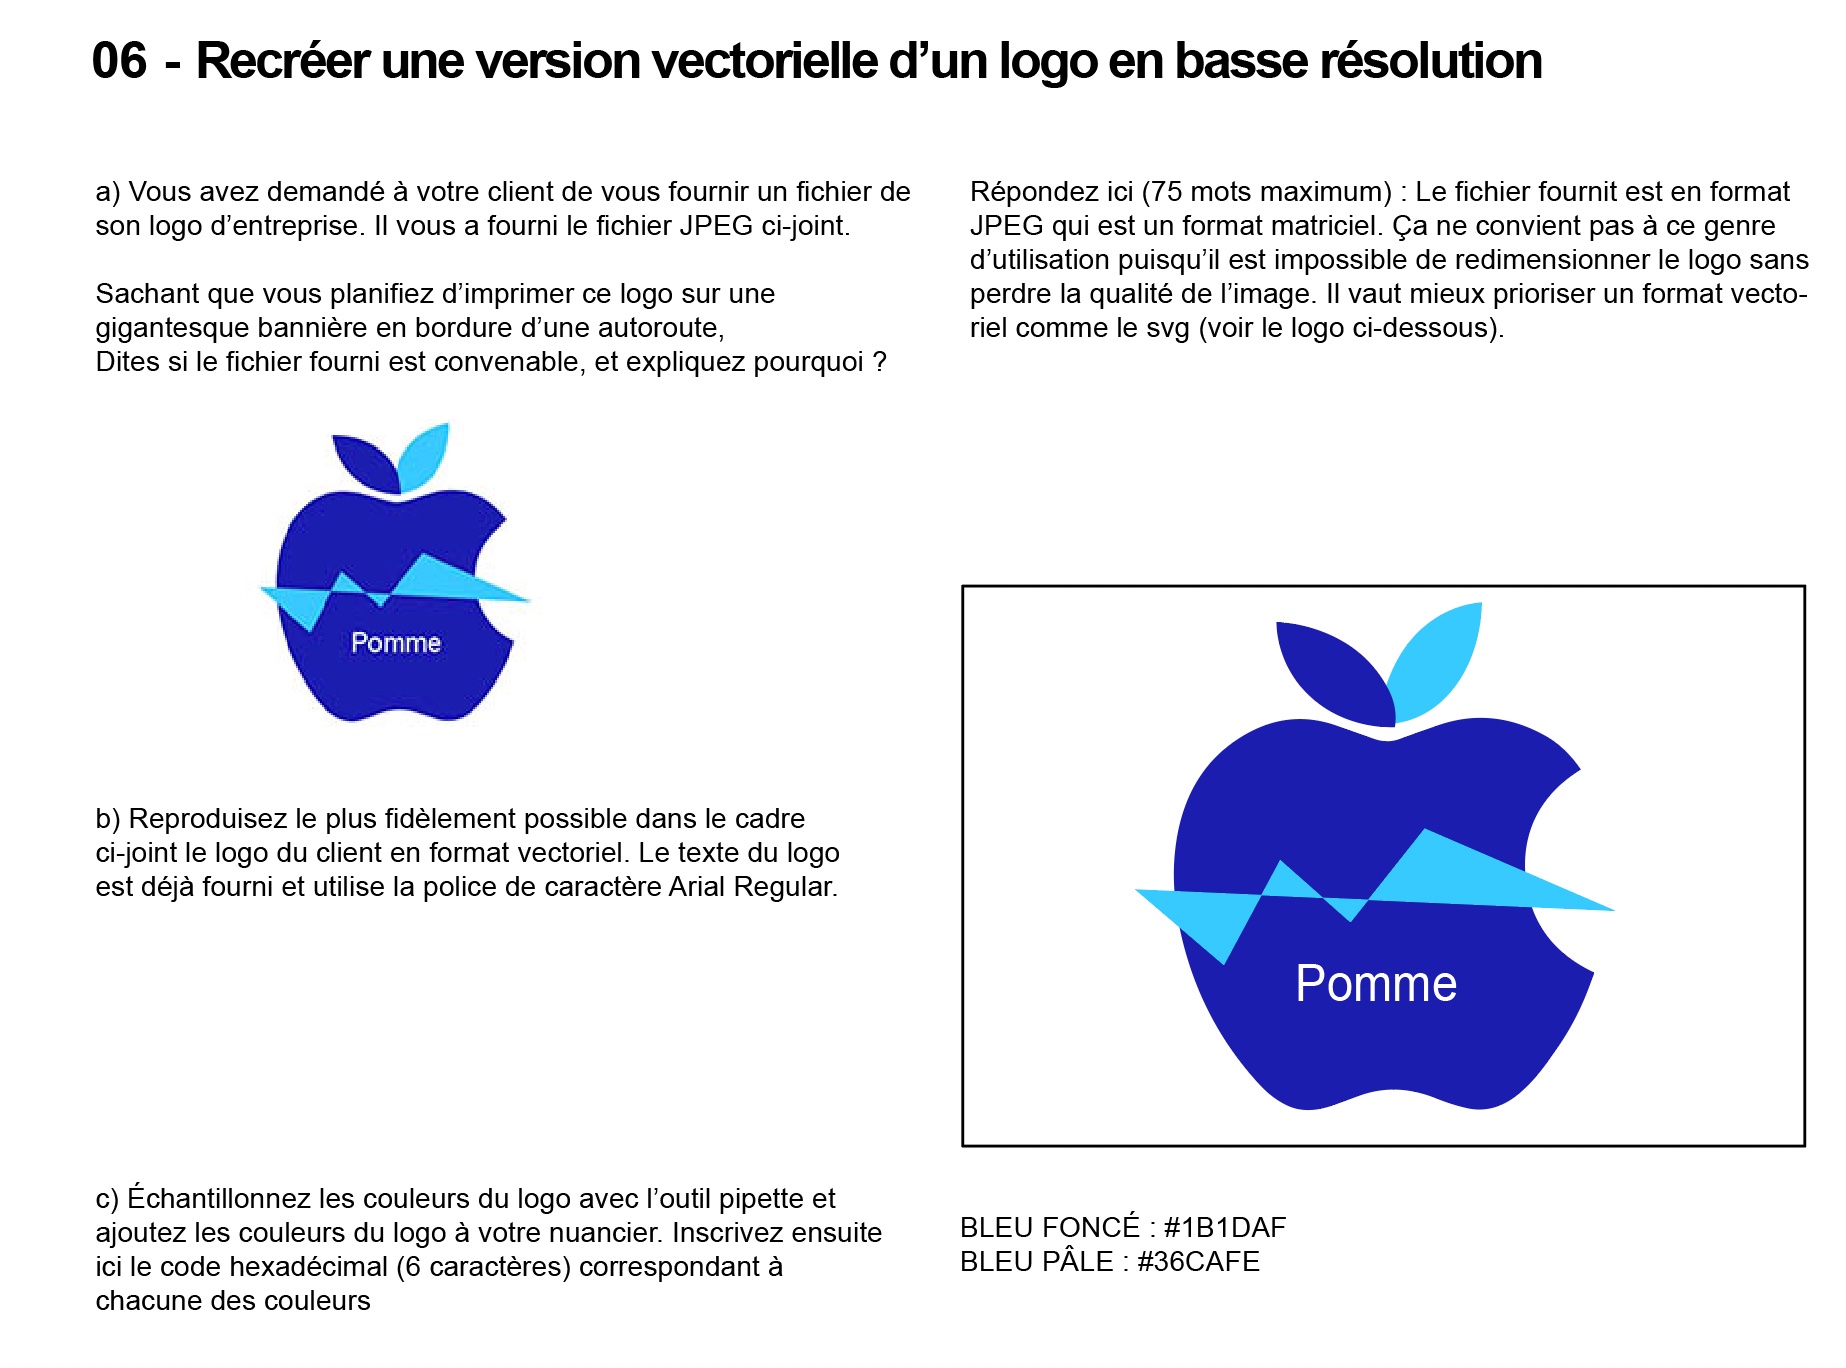 06 - Recréer une version vectorielle d’un logo en basse résolution
a) Vous avez demandé à votre client de vous fournir un fichier de
son logo d’entreprise. Il vous a fourni le fichier JPEG ci-joint.
Sachant que vous planifiez d’imprimer ce logo sur une
gigantesque bannière en bordure d’une autoroute,
Dites si le fichier fourni est convenable, et expliquez pourquoi ?
Répondez ici (75 mots maximum) : Le fichier fournit est en format
JPEG qui est un format matriciel. Ça ne convient pas à ce genre
d’utilisation puisqu’il est impossible de redimensionner le logo sans
perdre la qualité de l’image. Il vaut mieux prioriser un format vecto-
riel comme le svg (voir le logo ci-dessous).
Pomme
b) Reproduisez le plus fidèlement possible dans le cadre
ci-joint le logo du client en format vectoriel. Le texte du logo
est déjà fourni et utilise la police de caractère Arial Regular.
Pomme
c) Échantillonnez les couleurs du logo avec l’outil pipette et
ajoutez les couleurs du logo à votre nuancier. Inscrivez ensuite
ici le code hexadécimal (6 caractères) correspondant à
chacune des couleurs
BLEU FONCÉ : #1B1DAF
BLEU PÂLE : #36CAFE